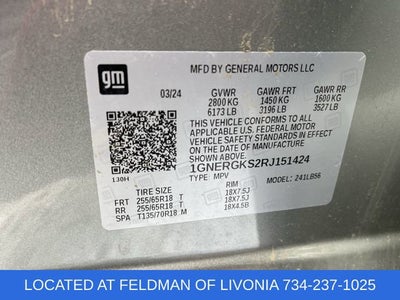 gm
MFD BY GENERAL MOTORS LLC
03/24 GVWR GAWR FRT GAWR RR
2800 KG 1450 KG 1600 KG
6173 LB 3196 LB 3527 LB
THIS VEHICLE CONFORMS TO ALL
APPLICABLE U.S. FEDERAL MOTOR
VEHICLE SAFETY STANDARDS IN EFFECT ON
THE DATE OF MANUFACTURE SHOWN ABOVE.
1GNERGKS2RJ151424
TYPE: MPV MODEL: 241LB56
TIRE SIZE RIM
FRT 255/65R18 T 18X7.5J
RR 255/65R18 T 18X7.5J
SPA T135/70R18 M 18X4.5B
LOCATED AT FELDMAN OF LIVONIA 734-237-1025